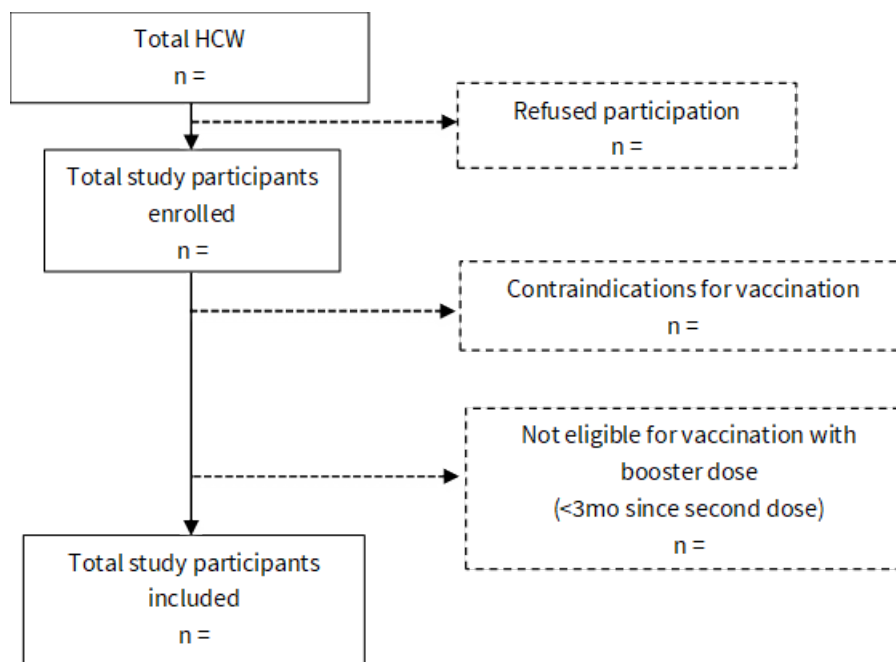 Total HCW
n =
Refused participation
n =
Total study participants
enrolled
n =
Contraindications for vaccination
n =
Not eligible for vaccination with
booster dose
(<3mo since second dose)
n =
Total study participants
included
n =